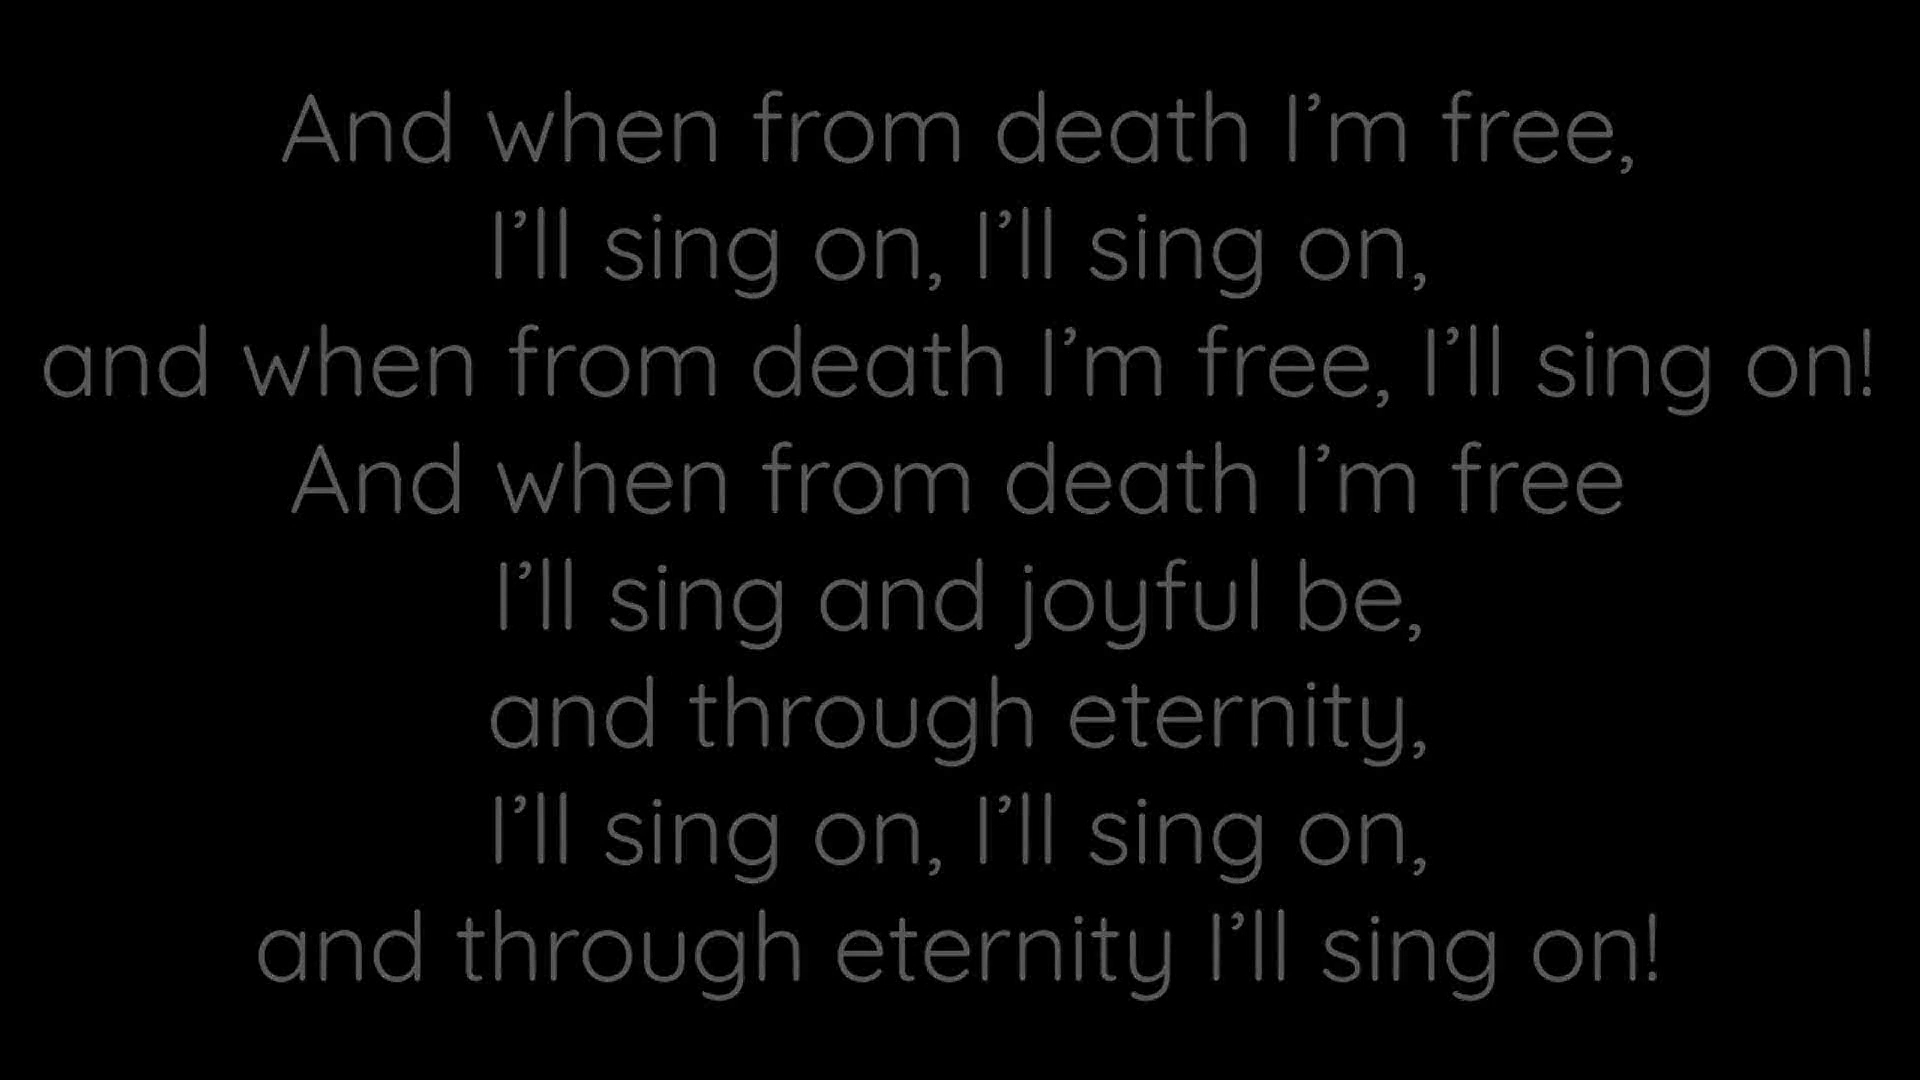 And when from death I’m free,
I’ll sing on, I’ll sing on,
and when from death I’m free, I’ll sing on!
And when from death I’m free
I’ll sing and joyful be,
and through eternity,
I’ll sing on, I’ll sing on,
and through eternity I’ll sing on!